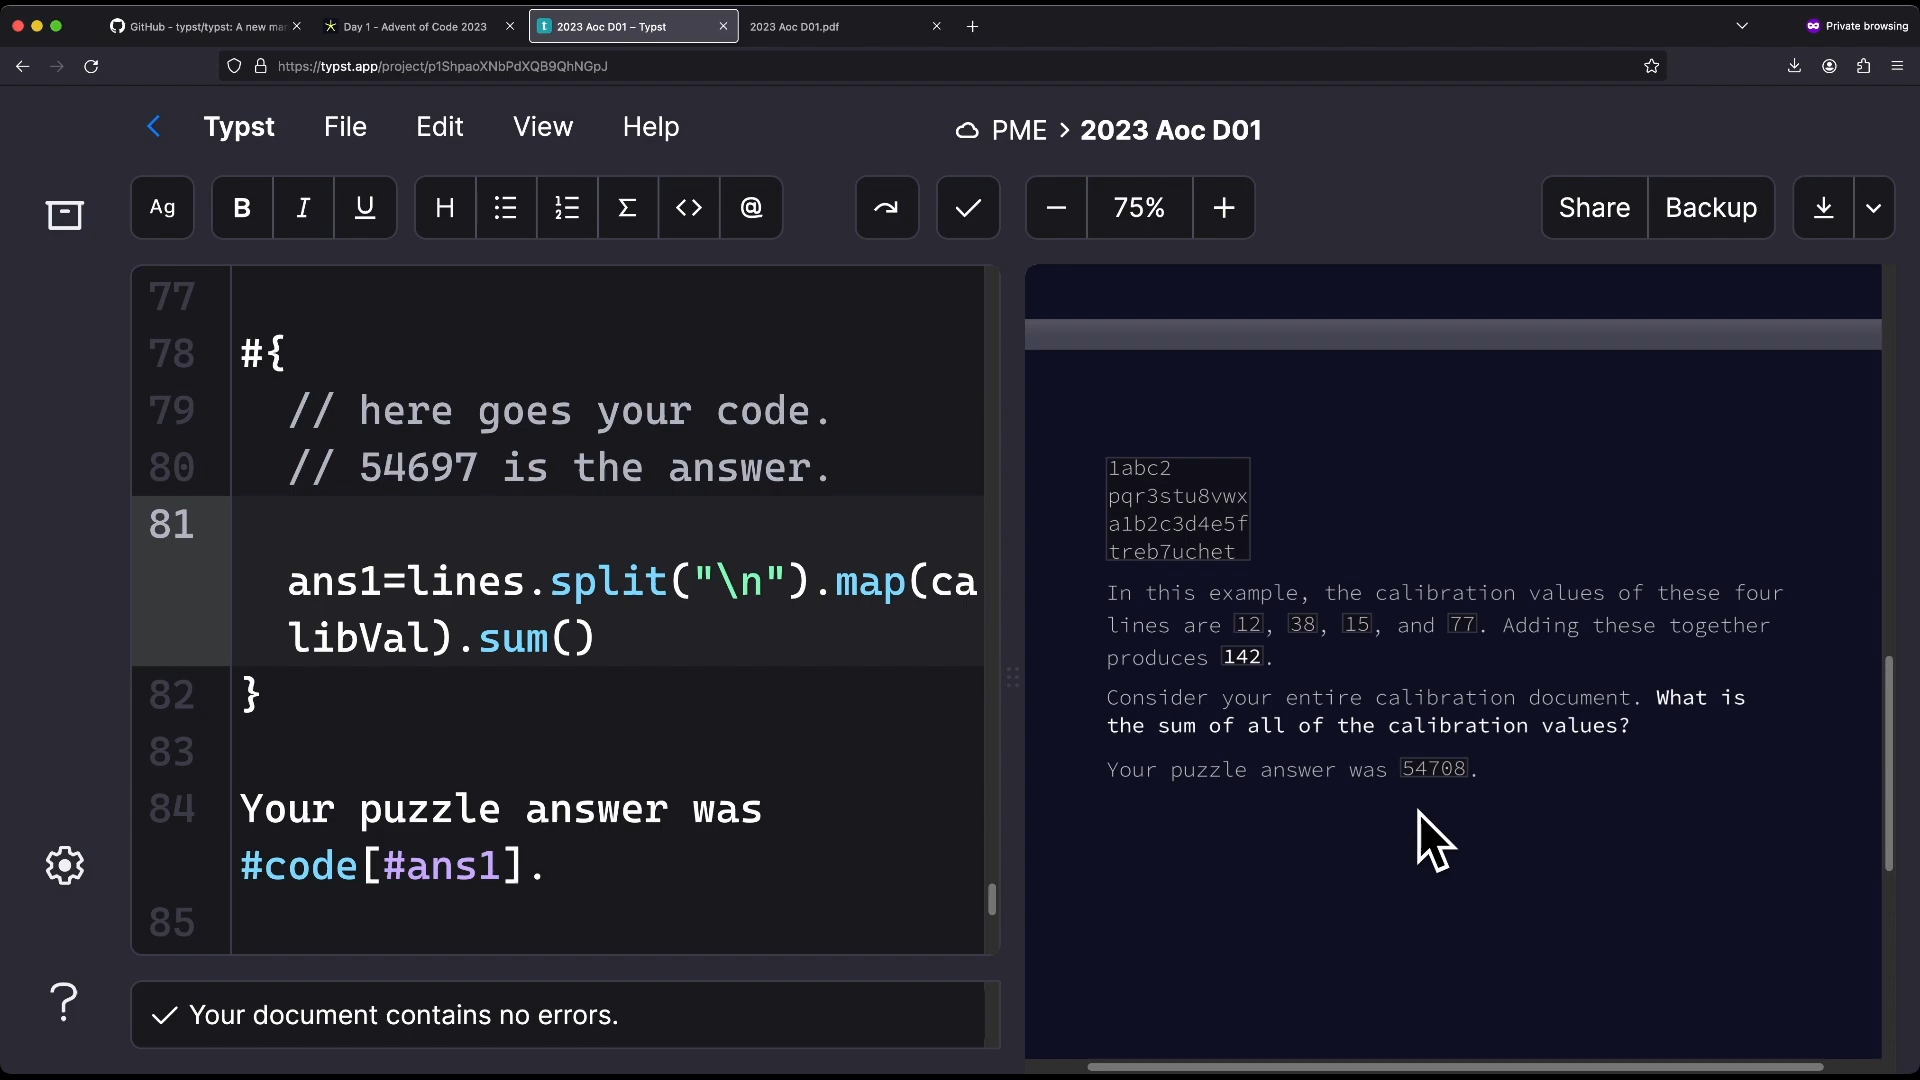 GitHub - typst/typst: A new mar
Day 1 - Advent of Code 2023
2023 Aoc D01 – Typst
2023 Aoc D01.pdf
Private browsing
https://typst.app/project/p1ShpaoXNbPdXQB9QhNGpJ
Typst File Edit View Help
PME > 2023 Aoc D01
Ag B I U H Σ <> @
75%
Share Backup
77
78 #{
79 // here goes your code.
80 // 54697 is the answer.
81
ans1=lines.split("\n").map(ca
libVal).sum()
82 }
83
84 Your puzzle answer was
#code[#ans1].
85
✓ Your document contains no errors.
1abc2
pqr3stu8vwx
a1b2c3d4e5f
treb7uchet
In this example, the calibration values of these four
lines are 12, 38, 15, and 77. Adding these together
produces 142.
Consider your entire calibration document. What is
the sum of all of the calibration values?
Your puzzle answer was 54708.